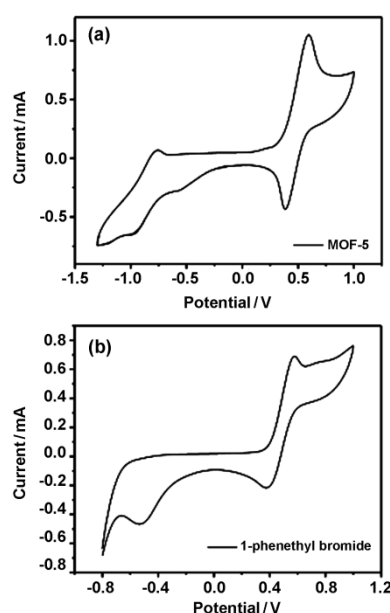 (a)
1.0
0.5
0.0
-0.5
Current / mA
MOF-5
-1.5 -1.0 -0.5 0.0 0.5 1.0
Potential / V
(b)
0.8
0.6
0.4
0.2
0.0
-0.2
-0.4
-0.6
-0.8
Current / mA
1-phenethyl bromide
-0.8 -0.4 0.0 0.4 0.8 1.2
Potential / V